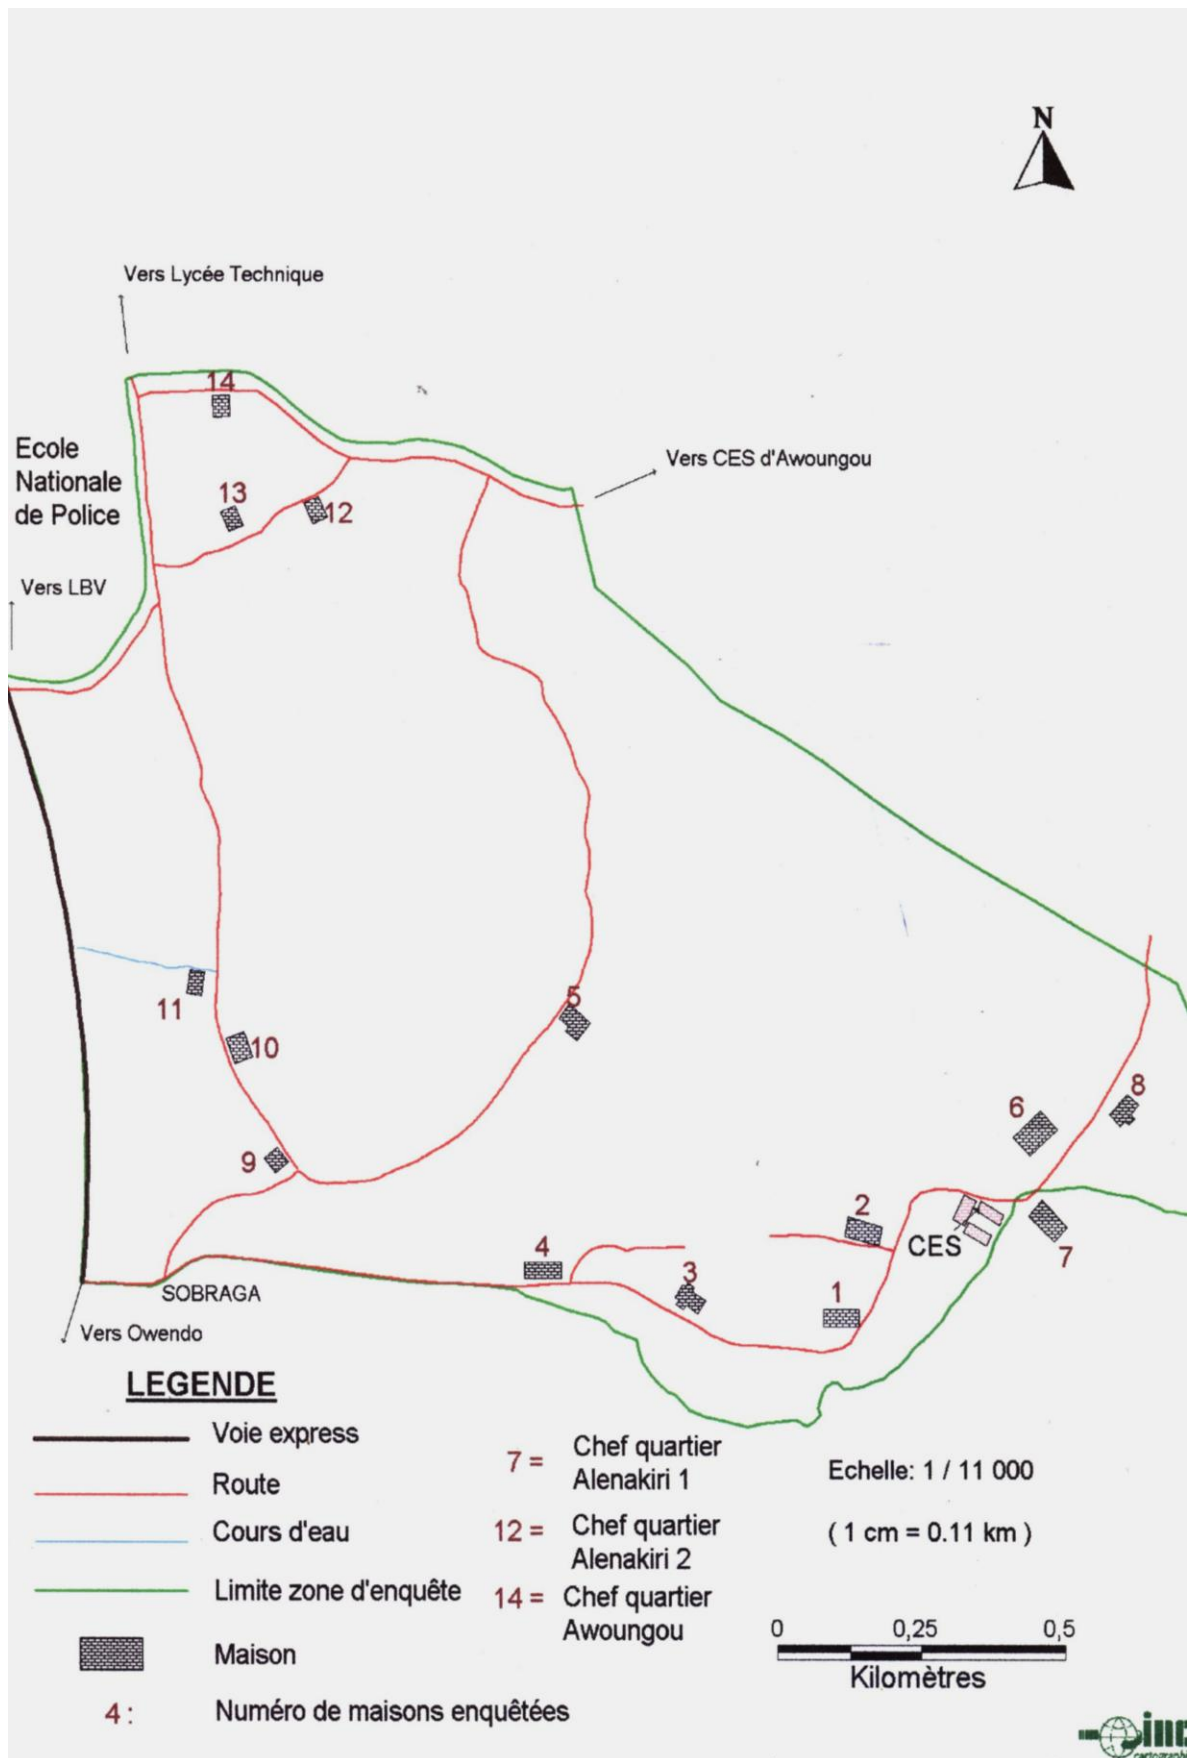 N
Vers Lycée Technique
14
Ecole
Nationale
de Police
Vers CES d'Awoungou
13
12
Vers LBV
5
11
10
8
6
9
2
CES
7
4
3
1
SOBRAGA
Vers Owendo
LEGENDE
Voie express
Route
Cours d'eau
Limite zone d'enquête
Maison
4 : Numéro de maisons enquêtées
7 = Chef quartier
Alenakiri 1
12 = Chef quartier
Alenakiri 2
14 = Chef quartier
Awoungou
Echelle: 1 / 11 000
( 1 cm = 0.11 km )
0 0,25 0,5
Kilomètres